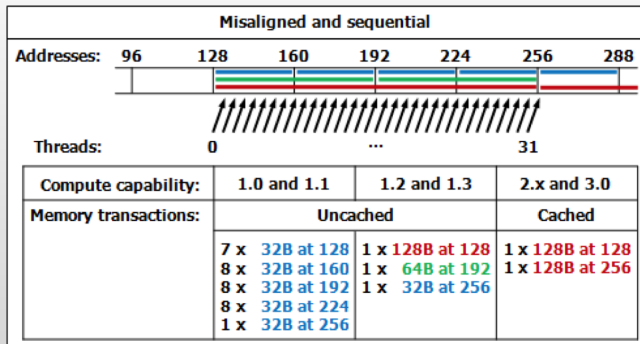 Misaligned and sequential
Addresses: 96 128 160 192 224 256 288
Threads: 0 ... 31
Compute capability: 1.0 and 1.1 1.2 and 1.3 2.x and 3.0
Memory transactions: Uncached Cached
7 x 32B at 128 1 x 128B at 128 1 x 128B at 128
8 x 32B at 160 1 x 64B at 192 1 x 128B at 256
8 x 32B at 192 1 x 32B at 256
8 x 32B at 224
1 x 32B at 256